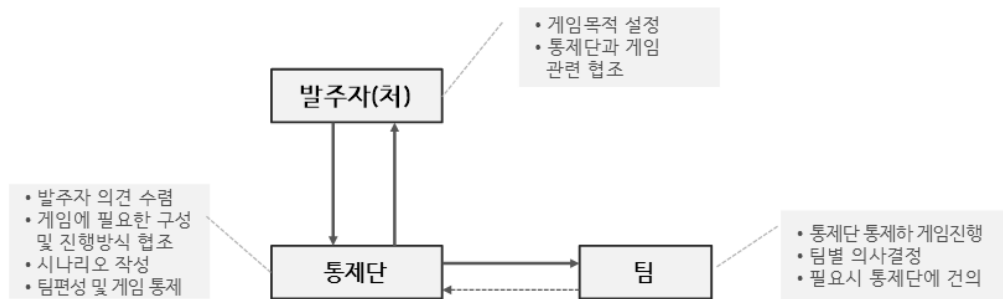 • 게임목적 설정
• 통제단과 게임
관련 협조
발주자(처)
• 발주자 의견 수렴
• 게임에 필요한 구성
및 진행방식 협조
• 시나리오 작성
• 팀편성 및 게임 통제
통제단
팀
• 통제단 통제하 게임진행
• 팀별 의사결정
• 필요시 통제단에 건의